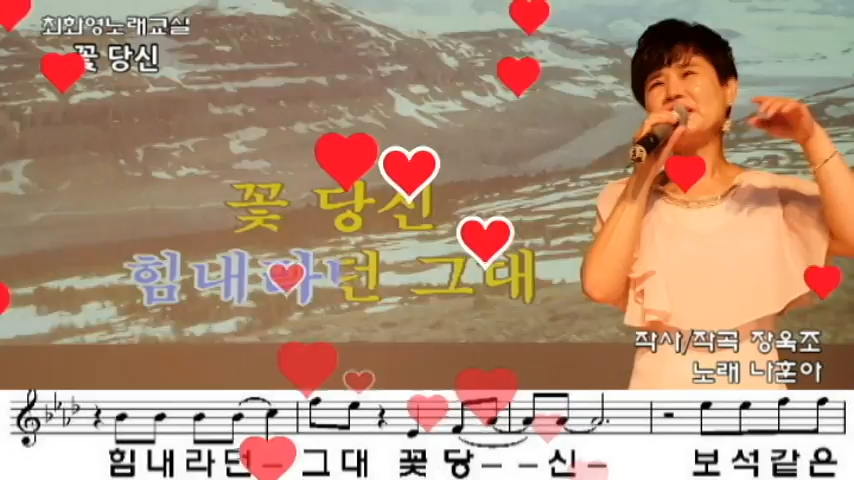 최회영노래교실
꽃 당신
꽃 당신
힘내라던 그대
작사/작곡 장욱조
노래 나훈아
힘내라던- 그대 꽃당--신- 보석같은